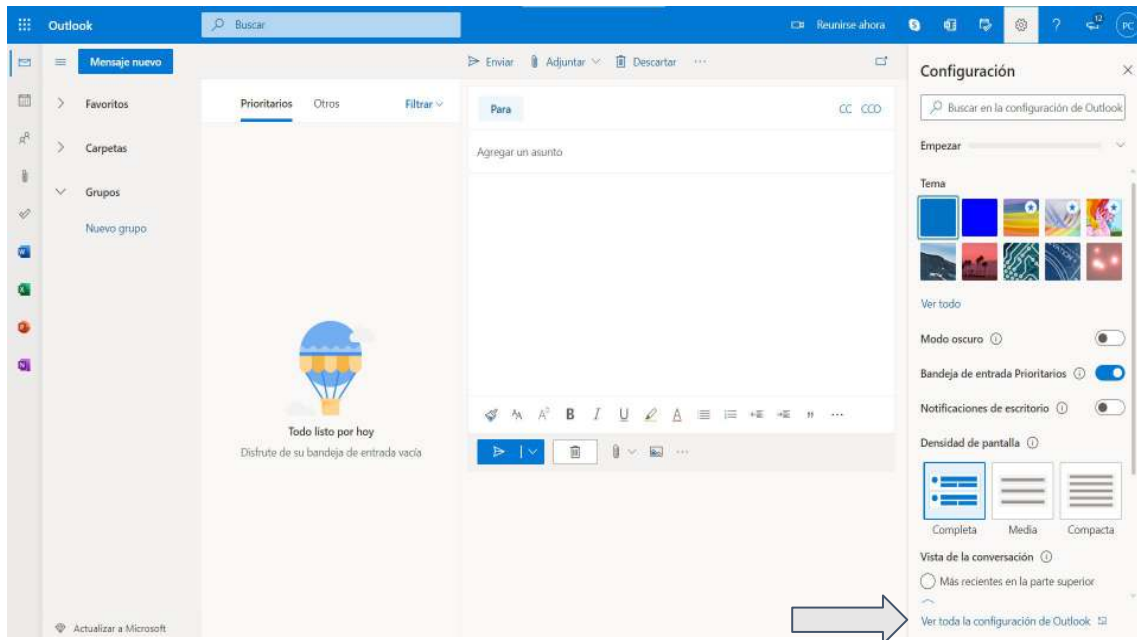 Outlook
Buscar
Reunirse ahora
12
PC
Mensaje nuevo
Enviar
Adjuntar
Descartar
Configuración
Favoritos
Carpetas
Grupos
Nuevo grupo
Prioritarios
Otros
Filtrar
Para
CC CCO
Agregar un asunto
Buscar en la configuración de Outlook
Empezar
Tema
Ver todo
Modo oscuro
Bandeja de entrada Prioritarios
Notificaciones de escritorio
Densidad de pantalla
Completa
Media
Compacta
Vista de la conversación
Más recientes en la parte superior
Ver toda la configuración de Outlook
Todo listo por hoy
Disfrute de su bandeja de entrada vacía
Actualizar a Microsoft